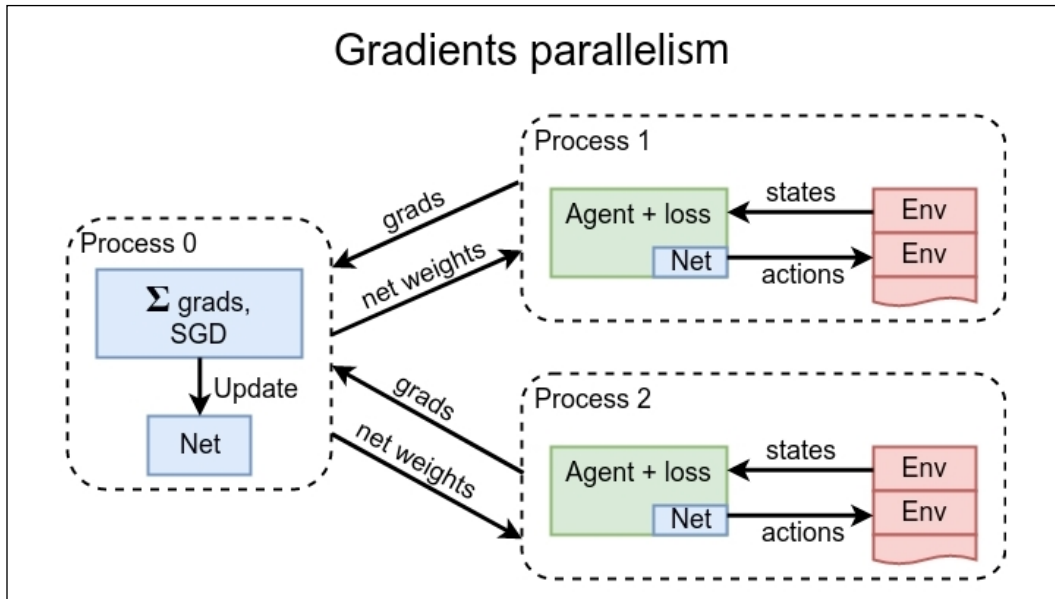 Gradients parallelism
Process 0
Σ grads,
SGD
Update
Net
grads
net weights
grads
net weights
Process 1
Agent + loss
Net
states
actions
Env
Env
Process 2
Agent + loss
Net
states
actions
Env
Env